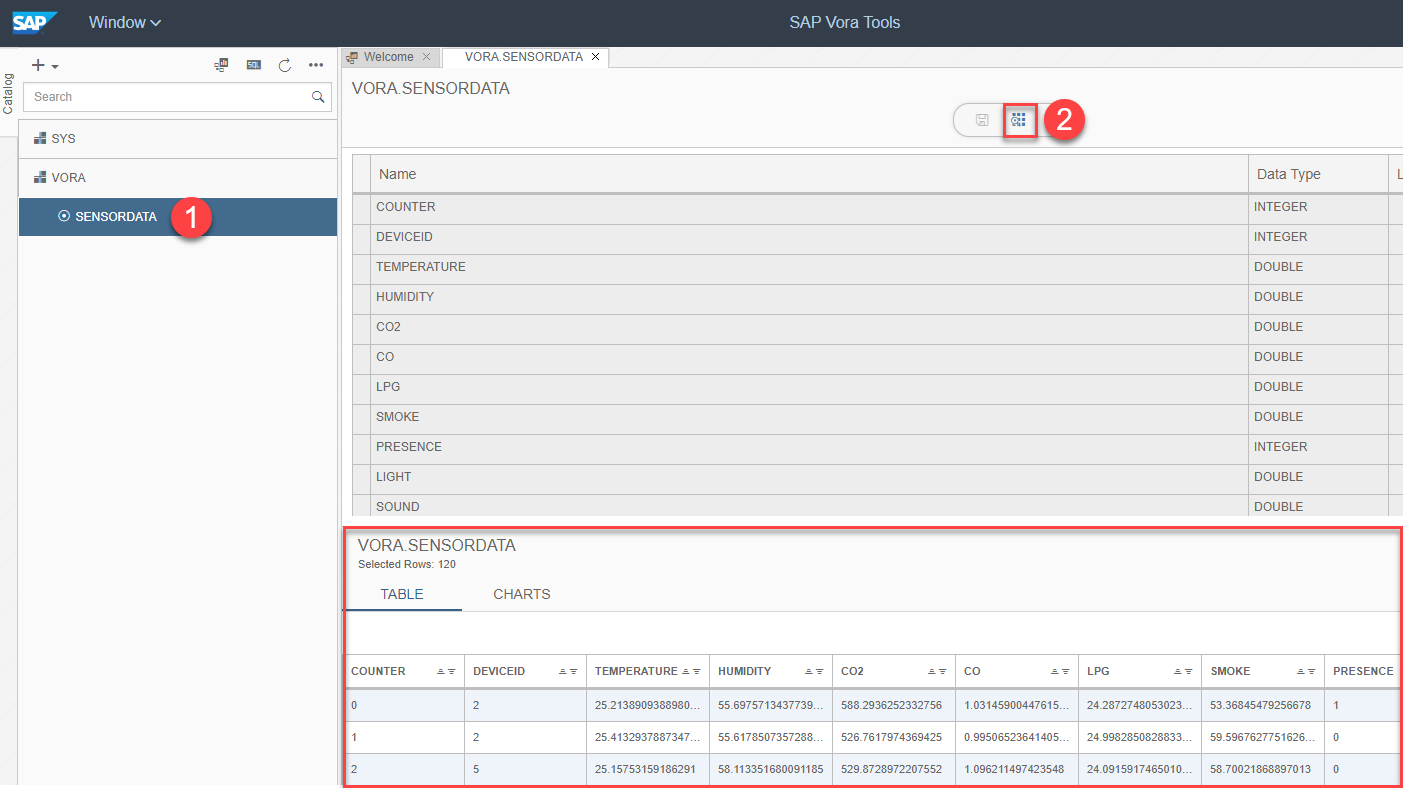 SAP Window SAP Vora Tools
Catalog
Welcome VORA.SENSORDATA
Search
SYS
VORA
SENSORDATA 1
VORA.SENSORDATA
2
Name Data Type L
COUNTER INTEGER
DEVICEID INTEGER
TEMPERATURE DOUBLE
HUMIDITY DOUBLE
CO2 DOUBLE
CO DOUBLE
LPG DOUBLE
SMOKE DOUBLE
PRESENCE INTEGER
LIGHT DOUBLE
SOUND DOUBLE
VORA.SENSORDATA
Selected Rows: 120
TABLE CHARTS
COUNTER DEVICEID TEMPERATURE HUMIDITY CO2 CO LPG SMOKE PRESENCE
0 2 25.2138909388980... 55.6975713437739... 588.2936252332756 1.03145900447615... 24.2872748053023... 53.36845479256678 1
1 2 25.4132937887347... 55.6178507357288... 526.7617974369425 0.99506523641405... 24.9982850828833... 59.5967627751626... 0
2 5 25.15753159186291 58.113351680091185 529.8728972207552 1.096211497423548 24.0915917465010... 58.70021868897013 0